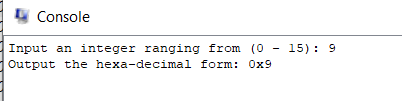 Console
Input an integer ranging from (0 - 15): 9
Output the hexa-decimal form: 0x9